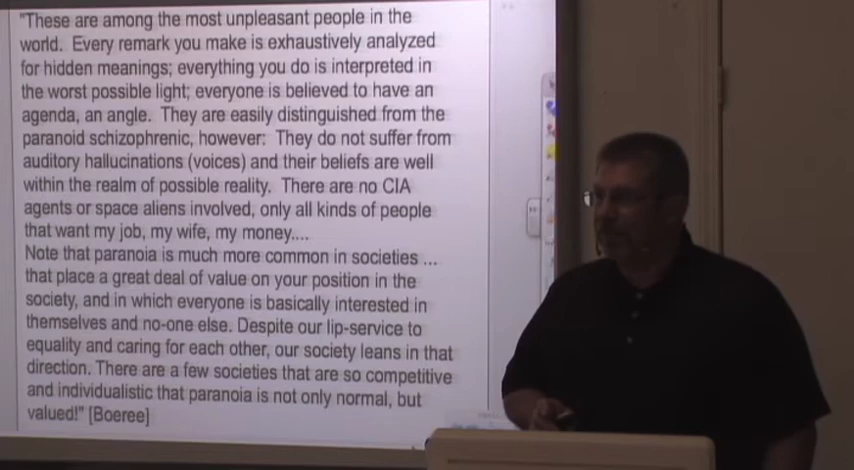 "These are among the most unpleasant people in the
world.  Every remark you make is exhaustively analyzed
for hidden meanings; everything you do is interpreted in
the worst possible light; everyone is believed to have an
agenda, an angle.  They are easily distinguished from the
paranoid schizophrenic, however:  They do not suffer from
auditory hallucinations (voices) and their beliefs are well
within the realm of possible reality.  There are no CIA
agents or space aliens involved, only all kinds of people
that want my job, my wife, my money....
Note that paranoia is much more common in societies ...
that place a great deal of value on your position in the
society, and in which everyone is basically interested in
themselves and no-one else. Despite our lip-service to
equality and caring for each other, our society leans in that
direction. There are a few societies that are so competitive
and individualistic that paranoia is not only normal, but
valued!" [Boeree]